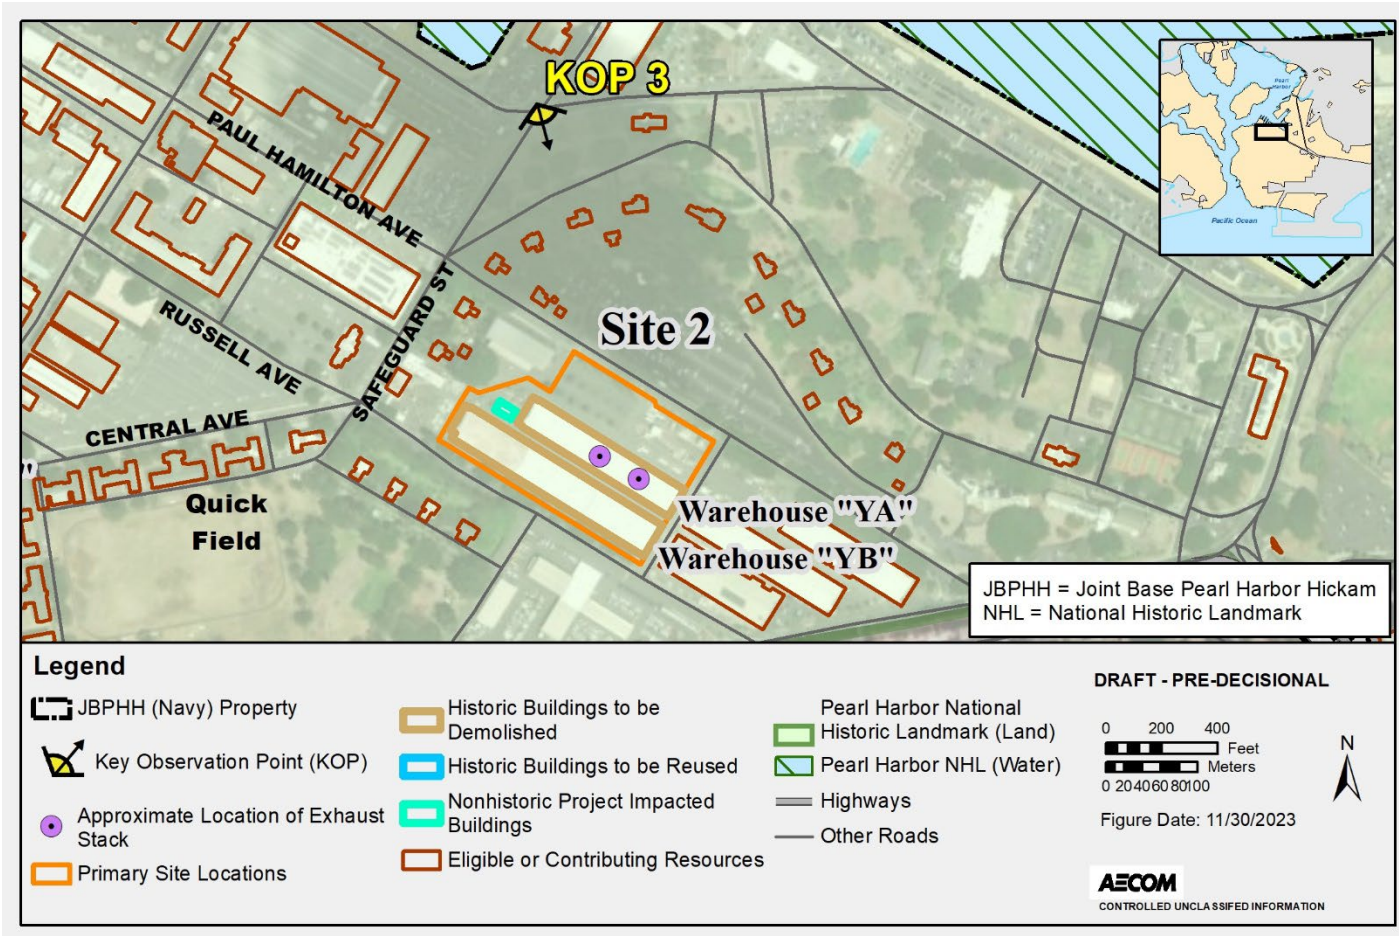 KOP 3
Pearl
Harbor
Pacific Ocean
PAUL HAMILTON AVE
SAFEGUARD ST
RUSSELL AVE
CENTRAL AVE
Site 2
"
Quick
Field
Warehouse "YA"
Warehouse "YB"
JBPHH = Joint Base Pearl Harbor Hickam
NHL = National Historic Landmark
Legend
JBPHH (Navy) Property
Key Observation Point (KOP)
Approximate Location of Exhaust
Stack
Primary Site Locations
Historic Buildings to be
Demolished
Historic Buildings to be Reused
Nonhistoric Project Impacted
Buildings
Eligible or Contributing Resources
Pearl Harbor National
Historic Landmark (Land)
Pearl Harbor NHL (Water)
Highways
Other Roads
DRAFT - PRE-DECISIONAL
0 200 400
Feet
Meters
0 20 40 60 80 100
N
Figure Date: 11/30/2023
AECOM
CONTROLLED UNCLASSIFED INFORMATION